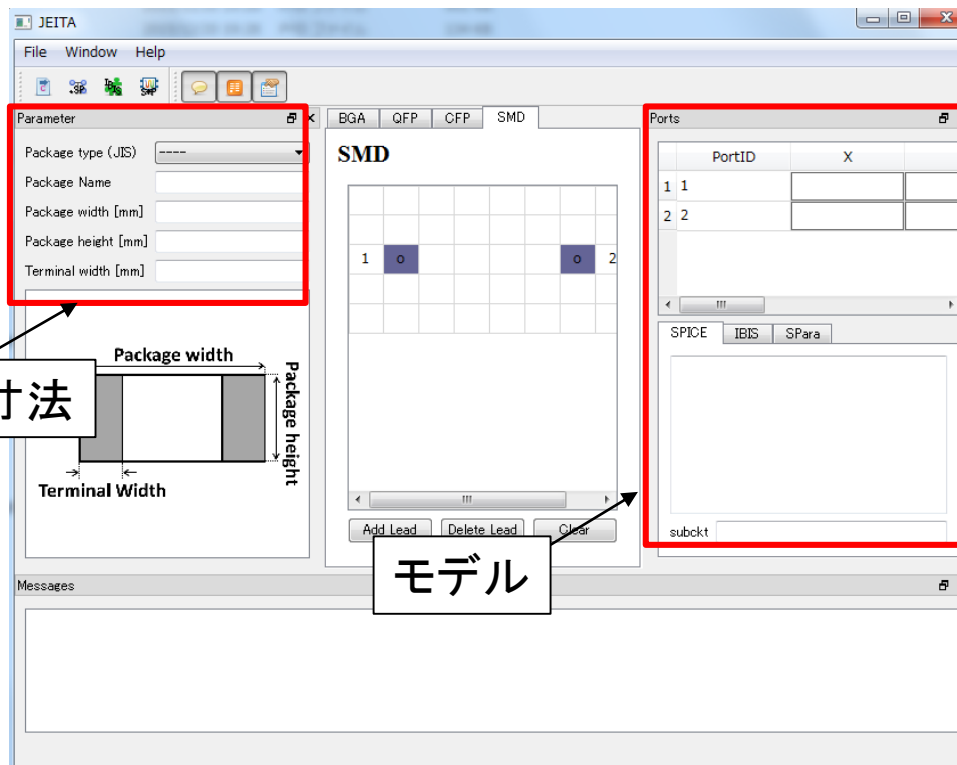 JEITA
File Window Help
Parameter
Package type (JIS) ----
Package Name
Package width [mm]
Package height [mm]
Terminal width [mm]
Package width
Package height
Terminal Width
寸法
BGA QFP CFP SMD
SMD
1 o o 2
Add Lead Delete Lead Clear
モデル
Ports
PortID X
1 1
2 2
SPICE IBIS SPara
subckt
Messages